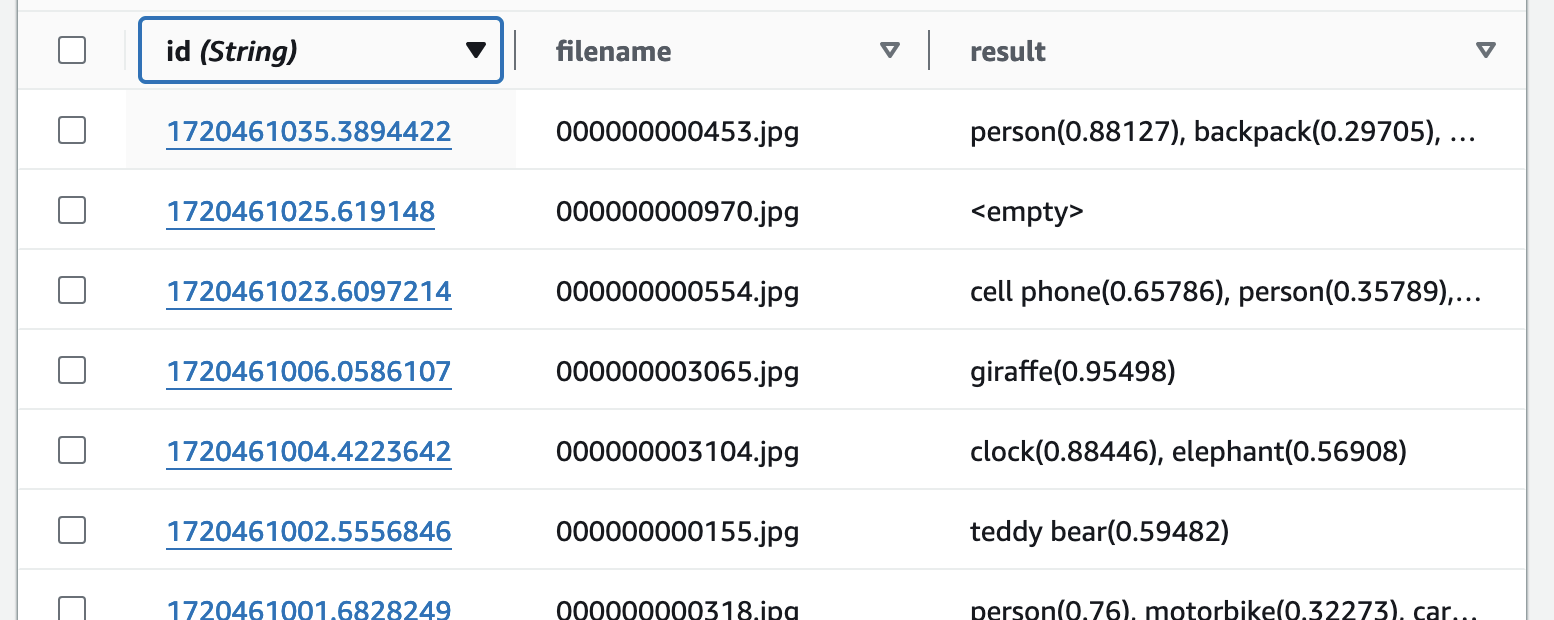 id (String) filename result
1720461035.3894422 000000000453.jpg person(0.88127), backpack(0.29705), ...
1720461025.619148 000000000970.jpg <empty>
1720461023.6097214 000000000554.jpg cell phone(0.65786), person(0.35789),...
1720461006.0586107 000000003065.jpg giraffe(0.95498)
1720461004.4223642 000000003104.jpg clock(0.88446), elephant(0.56908)
1720461002.5556846 000000000155.jpg teddy bear(0.59482)
1720461001.6828249 000000000318.jpg person(0.76), motorbike(0.32273), car...